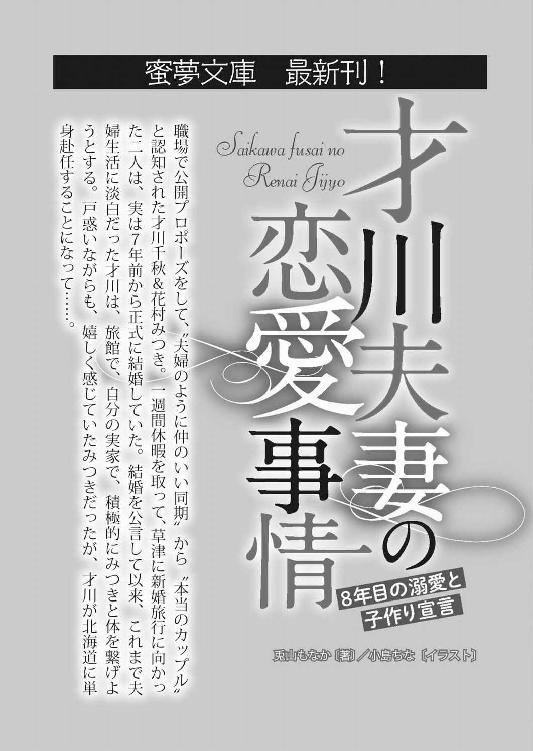 蜜夢文庫 最新刊!
才川夫妻の
恋愛事情
Saikawa fusai no
Renai Jijyo
8年目の溺愛と
子作り宣言
兎山もなか〔著〕/小島ちな〔イラスト〕
職場で公開プロポーズをして、〝夫婦のように仲のいい同期〟から〝本当のカップル〟
と認知された才川千秋&花村みつき。一週間休暇を取って、草津に新婚旅行に向かっ
た二人は、実は7年前から正式に結婚していた。結婚を公言して以来、これまで夫
婦生活に淡白だった才川は、旅館で、自分の実家で、積極的にみつきと体を繋げよ
うとする。戸惑いながらも、嬉しく感じていたみつきだったが、才川が北海道に単
身赴任することになって……。